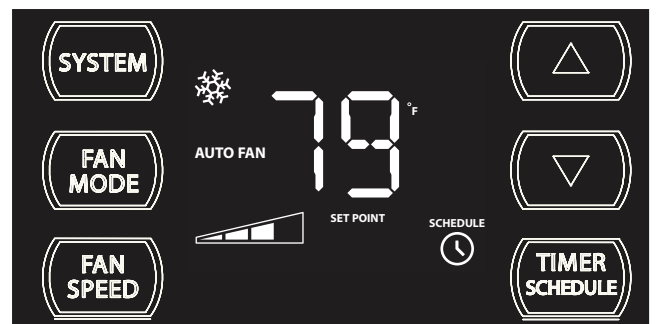 SYSTEM
FAN
MODE
FAN
SPEED
79
°F
AUTO FAN
SET POINT
SCHEDULE
TIMER
SCHEDULE